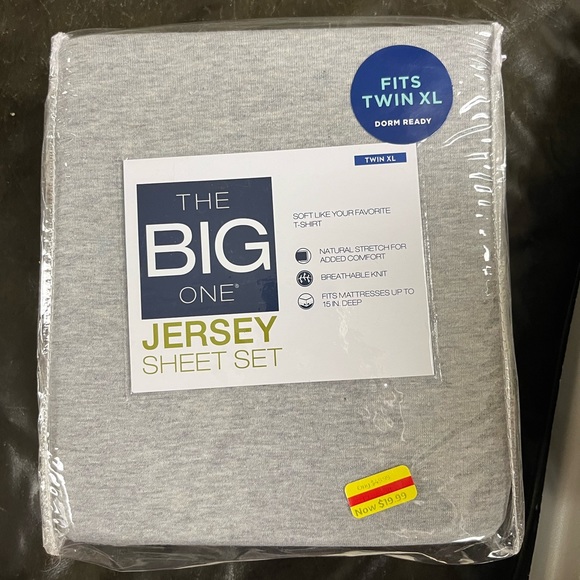 FITS
TWIN XL
DORM READY
TWIN XL
THE
BIG
ONE®
JERSEY
SHEET SET
SOFT LIKE YOUR FAVORITE
T-SHIRT
NATURAL STRETCH FOR
ADDED COMFORT
BREATHABLE KNIT
FITS MATTRESSES UP TO
15 IN. DEEP
Now $19.99